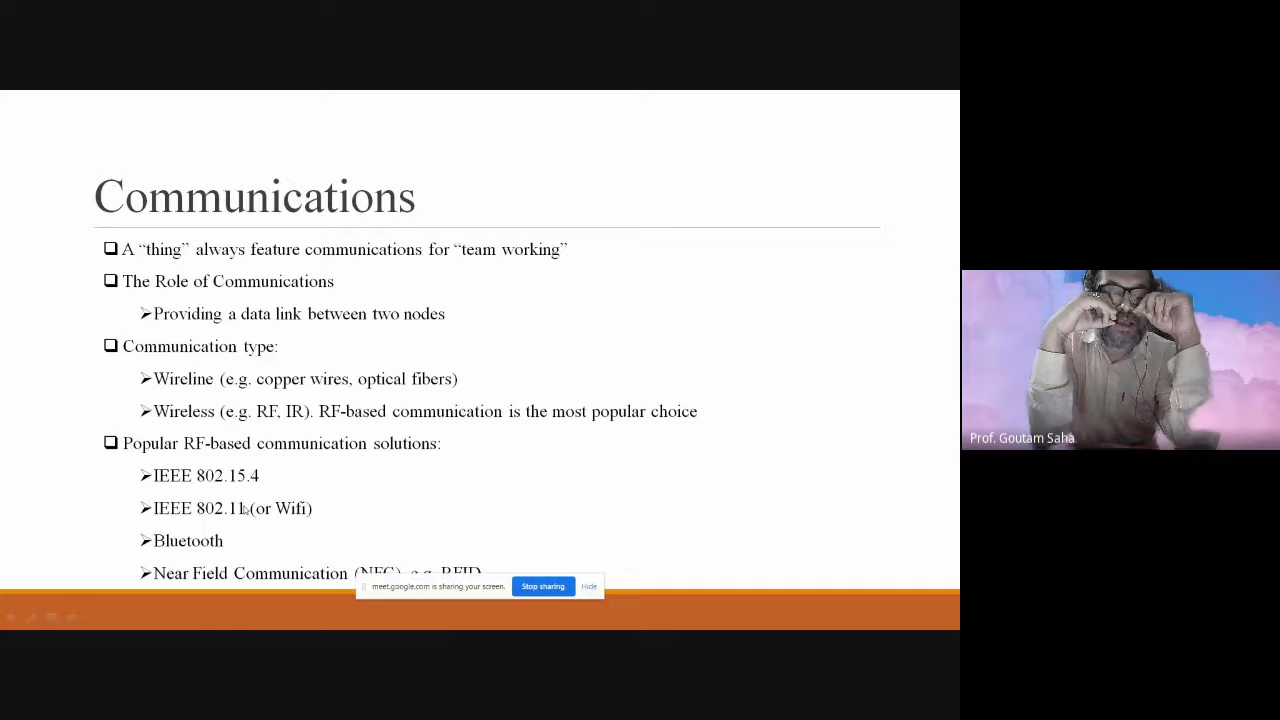 Communications
A “thing” always feature communications for “team working”
The Role of Communications
Providing a data link between two nodes
Communication type:
Wireline (e.g. copper wires, optical fibers)
Wireless (e.g. RF, IR). RF-based communication is the most popular choice
Popular RF-based communication solutions:
IEEE 802.15.4
IEEE 802.11 (or Wifi)
Bluetooth
Near Field Communication (NFC), e.g. RFID
meet.google.com is sharing your screen. Stop sharing Hide
Prof. Goutam Saha